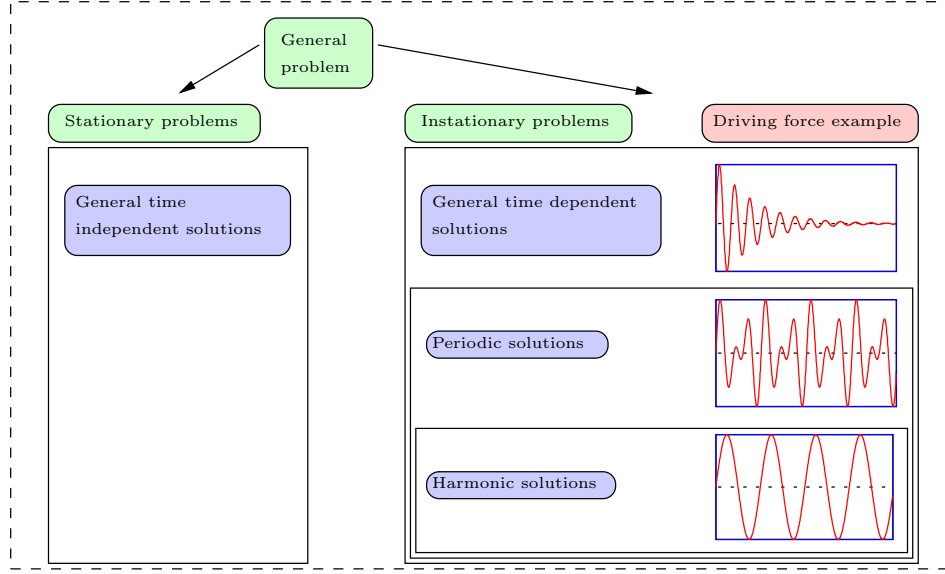 General
problem
Stationary problems
Instationary problems
Driving force example
General time
independent solutions
General time dependent
solutions
Periodic solutions
Harmonic solutions